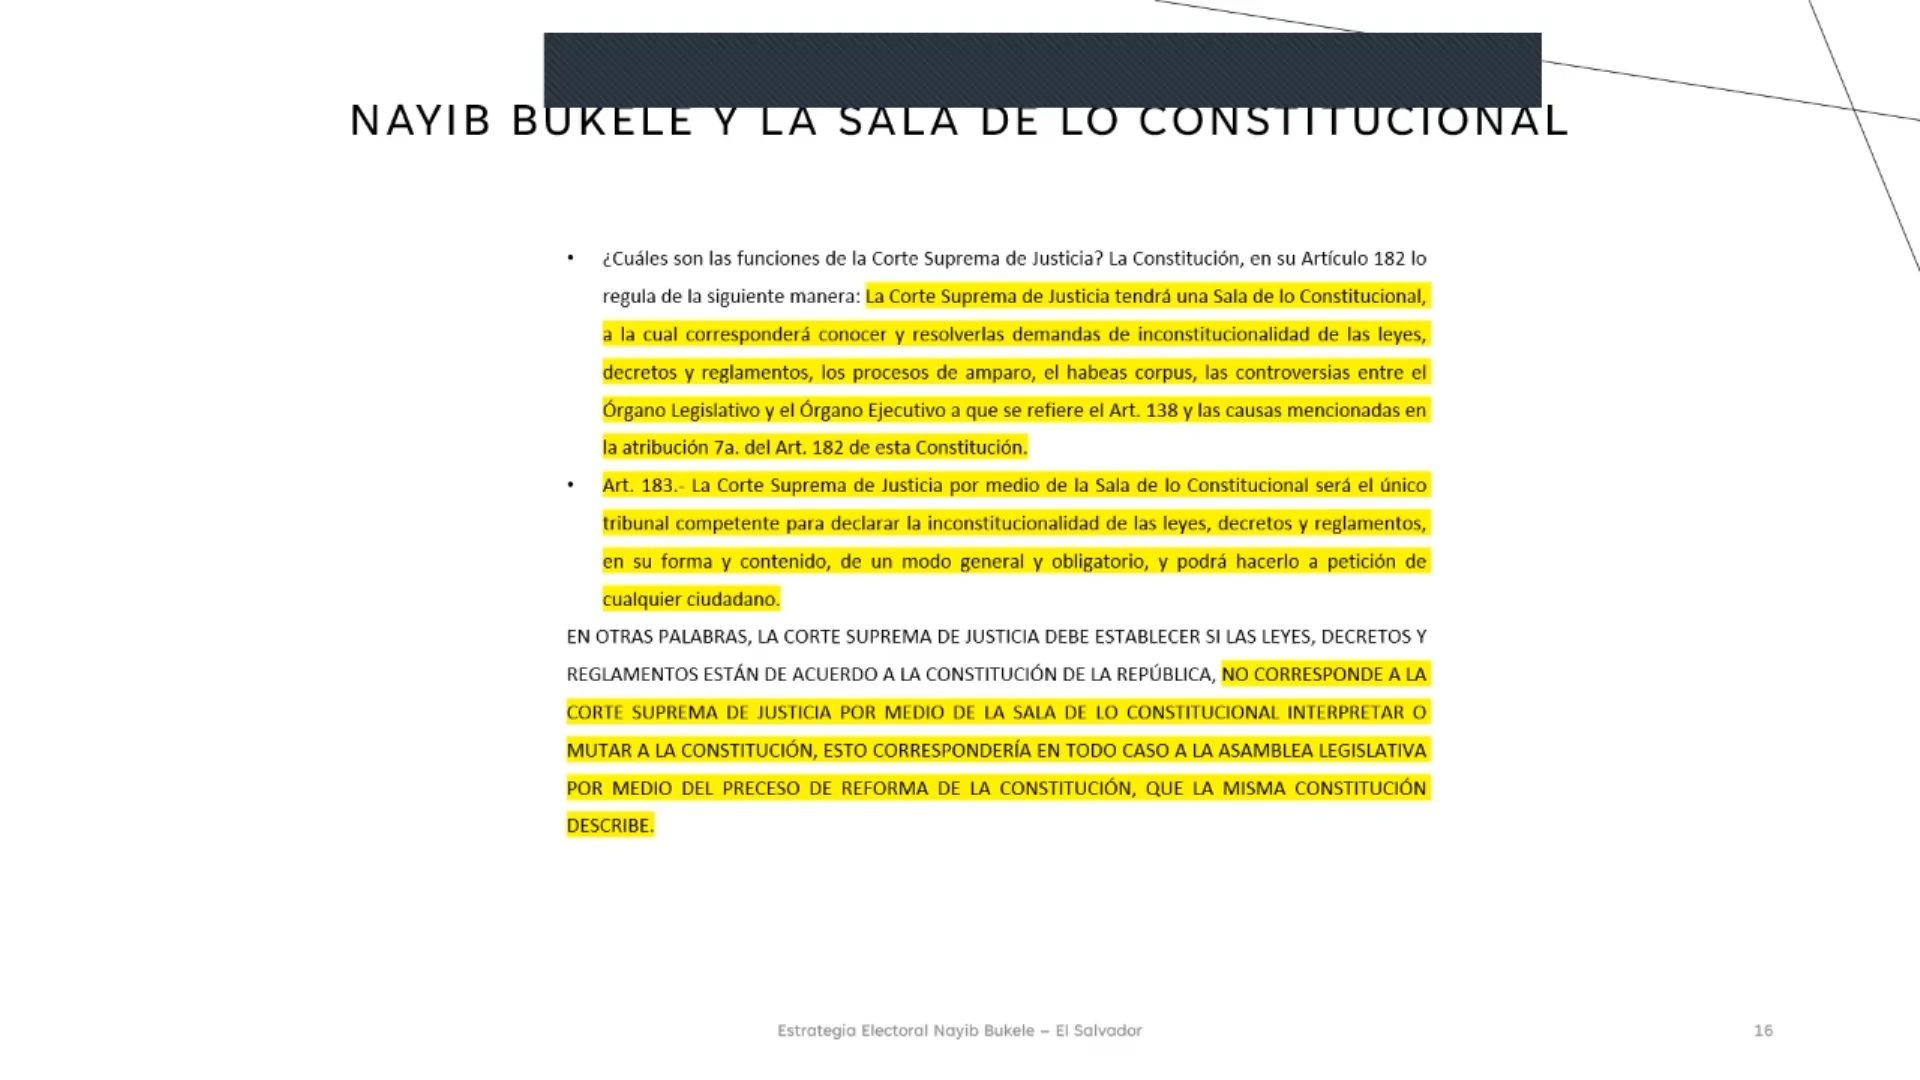 NAYIB BUKELE Y LA SALA DE LO CONSTITUCIONAL
• ¿Cuáles son las funciones de la Corte Suprema de Justicia? La Constitución, en su Artículo 182 lo
regula de la siguiente manera: La Corte Suprema de Justicia tendrá una Sala de lo Constitucional,
a la cual corresponderá conocer y resolverlas demandas de inconstitucionalidad de las leyes,
decretos y reglamentos, los procesos de amparo, el habeas corpus, las controversias entre el
Órgano Legislativo y el Órgano Ejecutivo a que se refiere el Art. 138 y las causas mencionadas en
la atribución 7a. del Art. 182 de esta Constitución.
• Art. 183.- La Corte Suprema de Justicia por medio de la Sala de lo Constitucional será el único
tribunal competente para declarar la inconstitucionalidad de las leyes, decretos y reglamentos,
en su forma y contenido, de un modo general y obligatorio, y podrá hacerlo a petición de
cualquier ciudadano.
EN OTRAS PALABRAS, LA CORTE SUPREMA DE JUSTICIA DEBE ESTABLECER SI LAS LEYES, DECRETOS Y
REGLAMENTOS ESTÁN DE ACUERDO A LA CONSTITUCIÓN DE LA REPÚBLICA, NO CORRESPONDE A LA
CORTE SUPREMA DE JUSTICIA POR MEDIO DE LA SALA DE LO CONSTITUCIONAL INTERPRETAR O
MUTAR A LA CONSTITUCIÓN, ESTO CORRESPONDERÍA EN TODO CASO A LA ASAMBLEA LEGISLATIVA
POR MEDIO DEL PRECESO DE REFORMA DE LA CONSTITUCIÓN, QUE LA MISMA CONSTITUCIÓN
DESCRIBE.
Estrategia Electoral Nayib Bukele – El Salvador
16